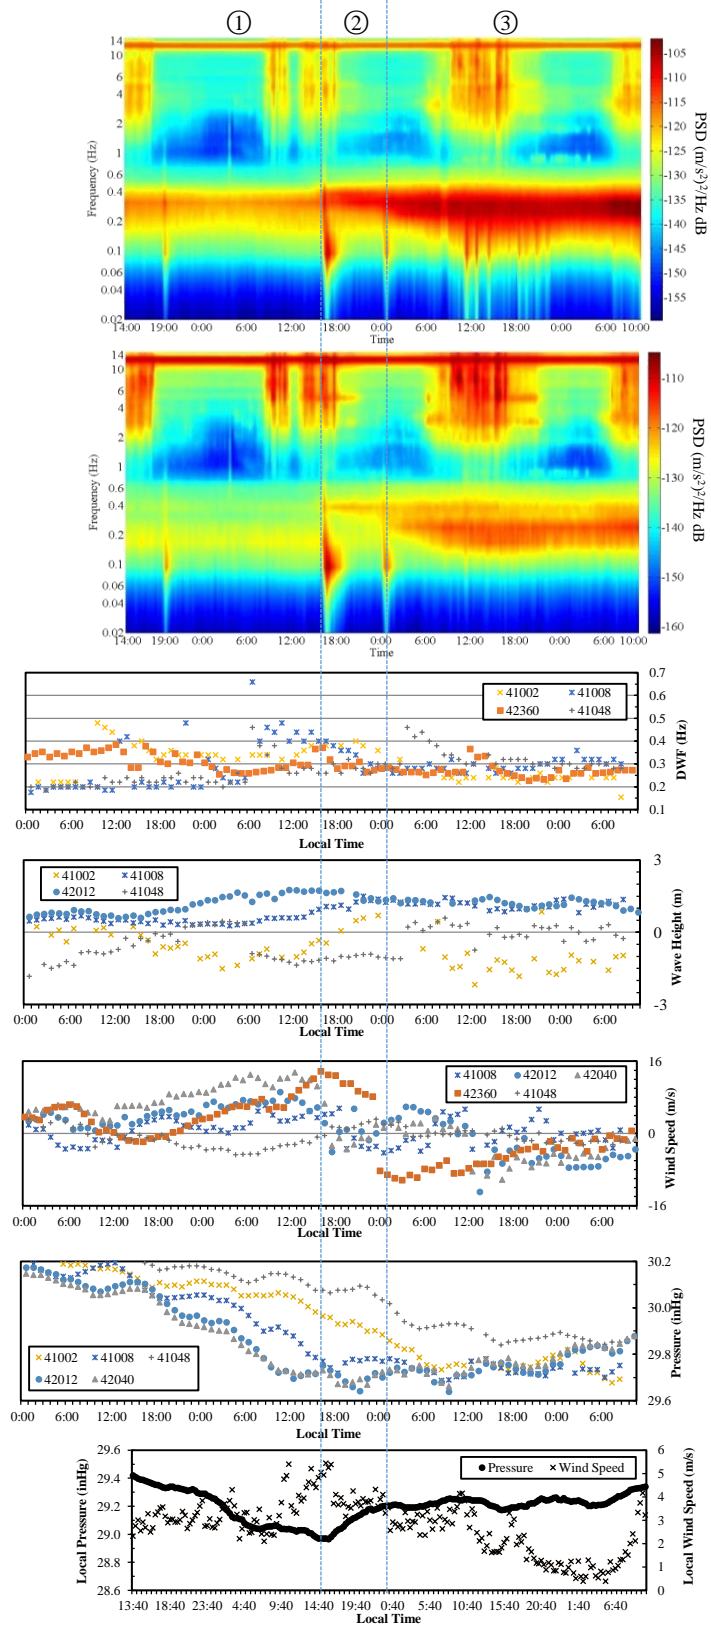 ① ② ③
14
10
6
4
2
1
0.6
0.4
0.2
0.1
0.06
0.04
0.02
Frequency (Hz)
14:00 19:00 0:00 6:00 12:00 18:00 0:00 6:00 12:00 18:00 0:00 6:00 10:00
Time
-105
-110
-115
-120
-125
-130
-135
-140
-145
-150
-155
PSD (m/s²)²/Hz dB
14
10
6
4
2
1
0.6
0.4
0.2
0.1
0.06
0.04
0.02
Frequency (Hz)
14:00 19:00 0:00 6:00 12:00 18:00 0:00 6:00 12:00 18:00 0:00 6:00 10:00
Time
-110
-120
-130
-140
-150
-160
PSD (m/s²)²/Hz dB
41002 41008
42360 41048
0.7
0.6
0.5
0.4
0.3
0.2
0.1
DWF (Hz)
0:00 6:00 12:00 18:00 0:00 6:00 12:00 18:00 0:00 6:00 12:00 18:00 0:00 6:00
Local Time
41002 41008
42012 41048
3
0
-3
Wave Height (m)
0:00 6:00 12:00 18:00 0:00 6:00 12:00 18:00 0:00 6:00 12:00 18:00 0:00 6:00
Local Time
41008 42012 42040
42360 41048
16
0
-16
Wind Speed (m/s)
0:00 6:00 12:00 18:00 0:00 6:00 12:00 18:00 0:00 6:00 12:00 18:00 0:00 6:00
Local Time
41002 41008 41048
42012 42040
30.2
30.0
29.8
29.6
Pressure (inHg)
0:00 6:00 12:00 18:00 0:00 6:00 12:00 18:00 0:00 6:00 12:00 18:00 0:00 6:00
Local Time
Pressure Wind Speed
29.6
29.4
29.2
29.0
28.8
28.6
Local Pressure (inHg)
6
5
4
3
2
1
0
Local Wind Speed (m/s)
13:40 18:40 23:40 4:40 9:40 14:40 19:40 0:40 5:40 10:40 15:40 20:40 1:40 6:40
Local Time